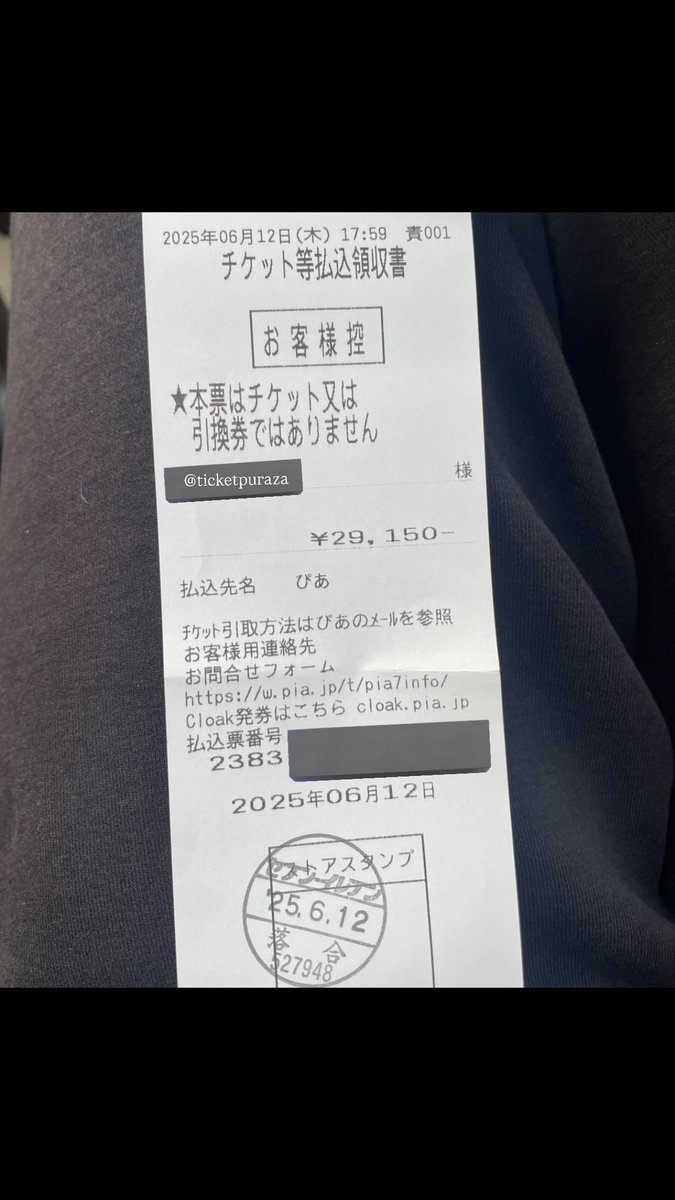 2025年06月12日(木) 17:59 責001
チケット等払込領収書
お客様控
★本票はチケット又は
引換券ではありません
@ticketpuraza
様
¥29,150-
払込先名 ぴあ
ﾁｹｯﾄ引取方法はぴあのﾒｰﾙを参照
お客様用連絡先
お問合せフォーム
https://w.pia.jp/t/pia7info/
Cloak発券はこちら cloak.pia.jp
払込票番号
2383
2025年06月12日
ストアスタンプ
セブン-イレブン
25.6.12
落合
527948